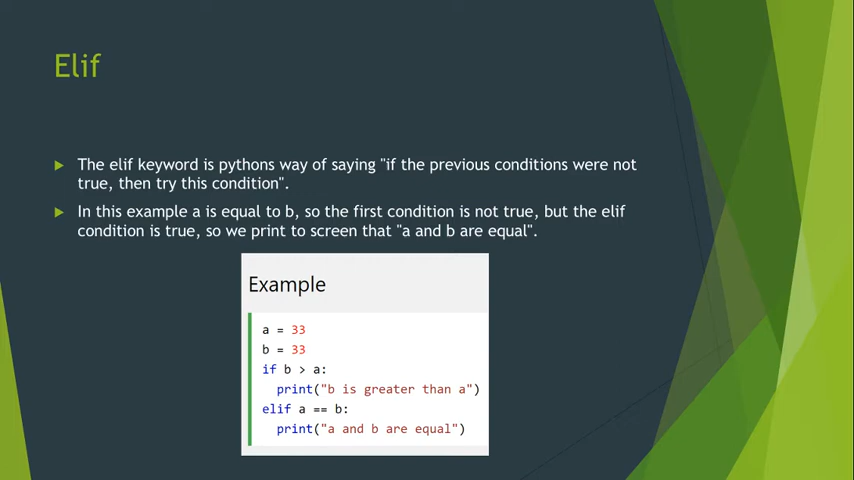 Elif
The elif keyword is pythons way of saying "if the previous conditions were not
true, then try this condition".
In this example a is equal to b, so the first condition is not true, but the elif
condition is true, so we print to screen that "a and b are equal".
Example
a = 33
b = 33
if b > a:
  print("b is greater than a")
elif a == b:
  print("a and b are equal")